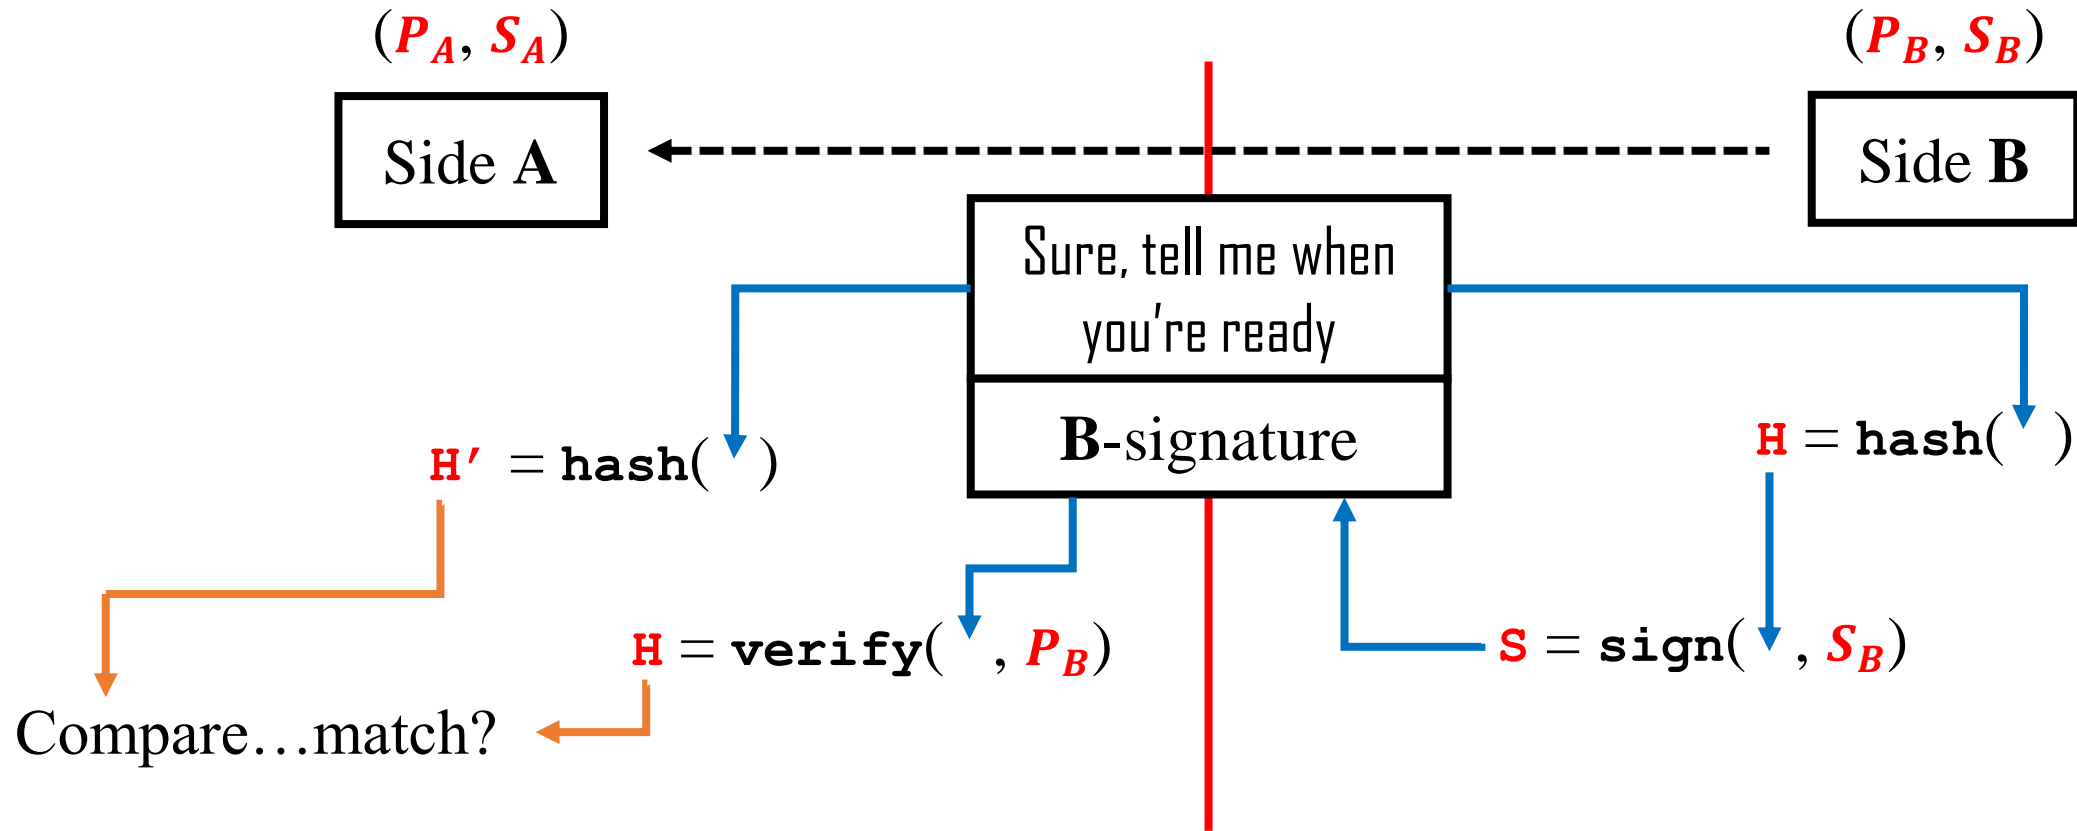 (P_A, S_A)
(P_B, S_B)
Side A
Side B
Sure, tell me when
you're ready
B-signature
H' = hash( )
H = hash( )
H = verify( , P_B)
S = sign( , S_B)
Compare…match?